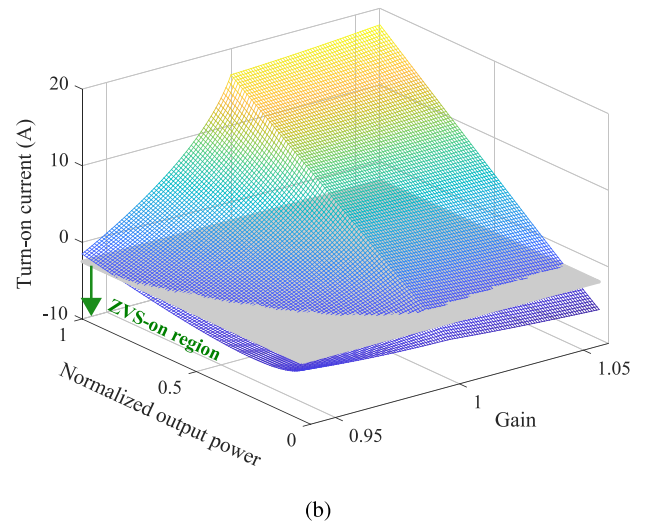 20
10
0
-10
Turn-on current (A)
ZVS-on region
1
0.5
0
Normalized output power
0.95
1
1.05
Gain
(b)